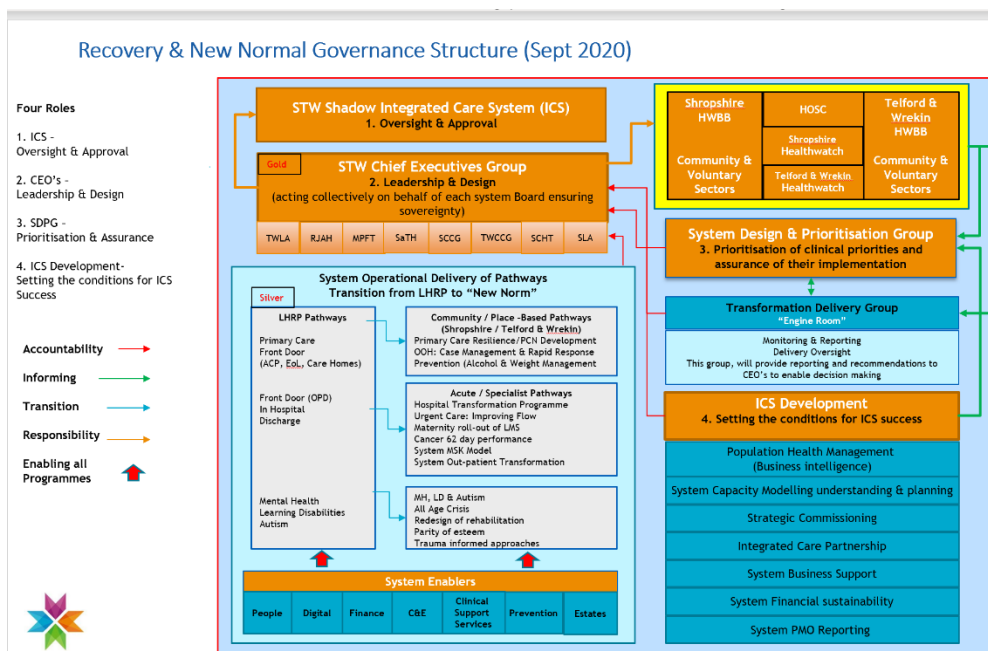 Recovery & New Normal Governance Structure (Sept 2020)
Four Roles
1. ICS -
Oversight & Approval
2. CEO's -
Leadership & Design
3. SDPG -
Prioritisation & Assurance
4. ICS Development-
Setting the conditions for ICS
Success
Accountability
Informing
Transition
Responsibility
Enabling all
Programmes
STW Shadow Integrated Care System (ICS)
1. Oversight & Approval
Gold
STW Chief Executives Group
2. Leadership & Design
(acting collectively on behalf of each system Board ensuring
sovereignty)
TWLA
RJAH
MPFT
SaTH
SCCG
TWCCG
SCHT
SLA
System Operational Delivery of Pathways
Transition from LHRP to “New Norm”
Silver
LHRP Pathways
Primary Care
Front Door
(ACP, EoL, Care Homes)
Front Door (OPD)
In Hospital
Discharge
Mental Health
Learning Disabilities
Autism
Community / Place -Based Pathways
(Shropshire / Telford & Wrekin)
Primary Care Resilience/PCN Development
OOH: Case Management & Rapid Response
Prevention (Alcohol & Weight Management
Acute / Specialist Pathways
Hospital Transformation Programme
Urgent Care: Improving Flow
Maternity roll-out of LMS
Cancer 62 day performance
System MSK Model
System Out-patient Transformation
MH, LD & Autism
All Age Crisis
Redesign of rehabilitation
Parity of esteem
Trauma informed approaches
System Enablers
People
Digital
Finance
C&E
Clinical
Support
Services
Prevention
Estates
Shropshire
HWBB
Community &
Voluntary
Sectors
HOSC
Shropshire
Healthwatch
Telford & Wrekin
Healthwatch
Telford &
Wrekin
HWBB
Community &
Voluntary
Sectors
System Design & Prioritisation Group
3. Prioritisation of clinical priorities and
assurance of their implementation
Transformation Delivery Group
“Engine Room”
Monitoring & Reporting
Delivery Oversight
This group, will provide reporting and recommendations to
CEO's to enable decision making
ICS Development
4. Setting the conditions for ICS success
Population Health Management
(Business intelligence)
System Capacity Modelling understanding & planning
Strategic Commissioning
Integrated Care Partnership
System Business Support
System Financial sustainability
System PMO Reporting